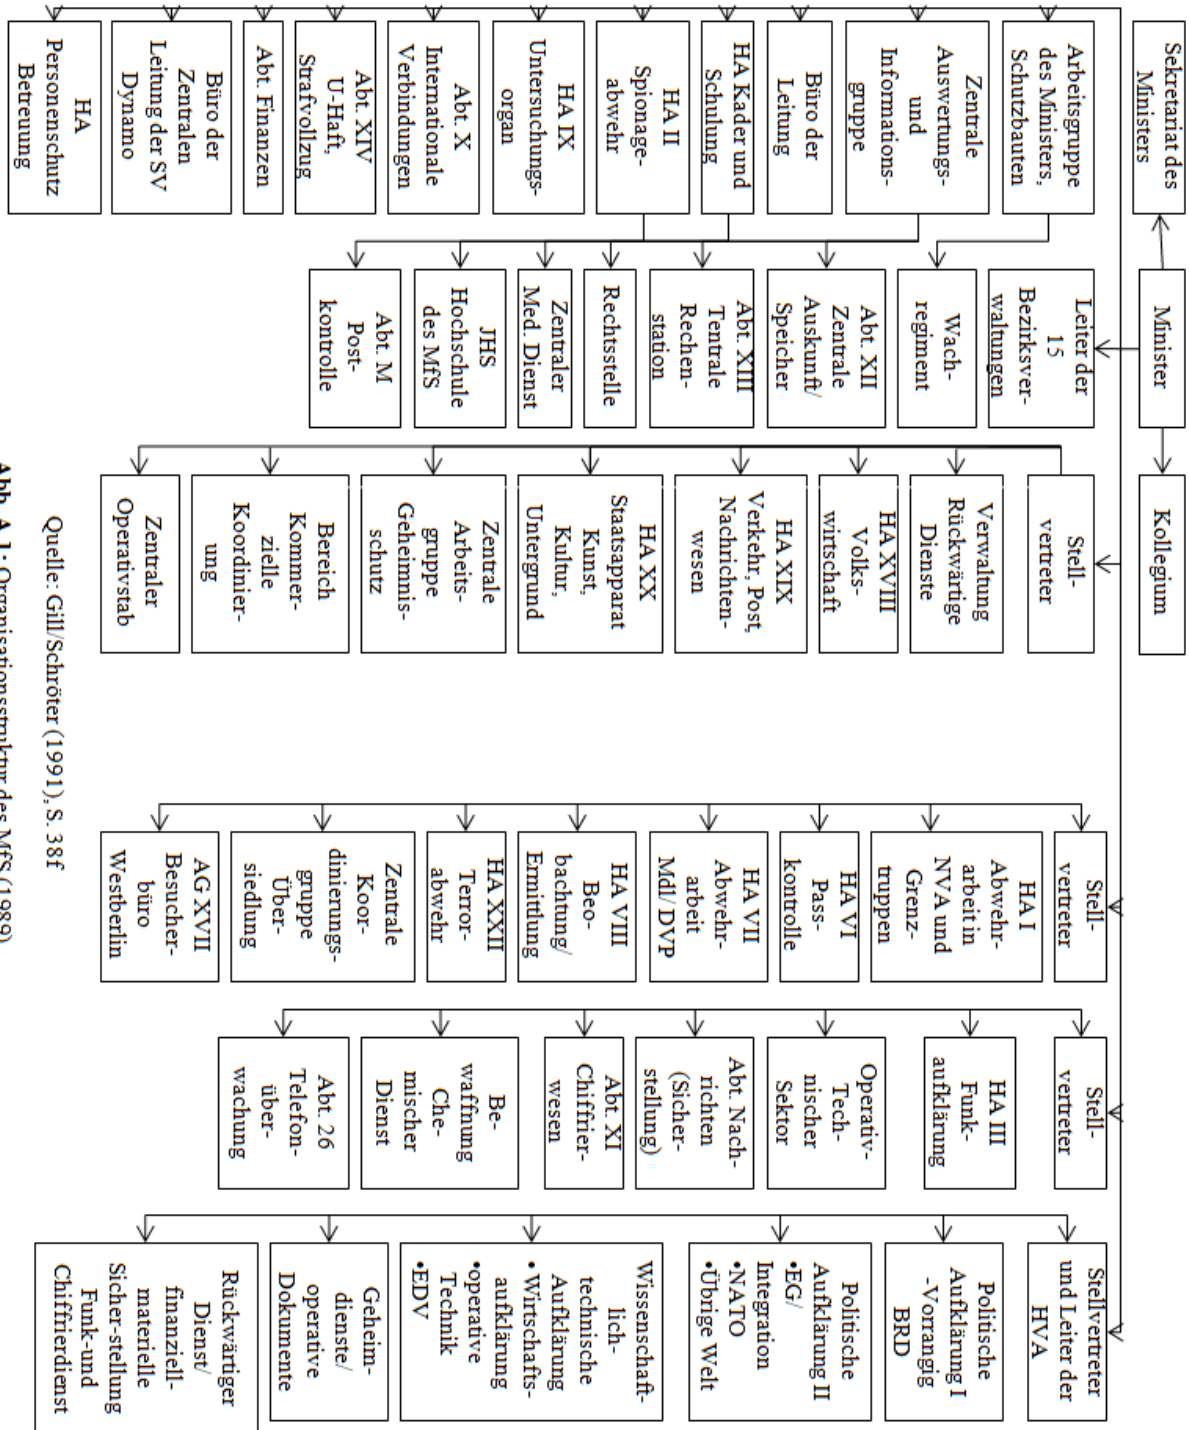 Sekretariat des
Ministers
Minister
Kollegium
Arbeitsgruppe
des Ministers,
Schutzbauten
Zentrale
Auswertungs-
und
Informations-
gruppe
Büro der
Leitung
HA Kader und
Schulung
HA II
Spionage-
abwehr
HA IX
Untersuchungs-
organ
Abt. X
Internationale
Verbindungen
Abt. XIV
U-Haft,
Strafvollzug
Abt. Finanzen
Büro der
Zentralen
Leitung der SV
Dynamo
HA
Personenschutz
Betreuung
Leiter der
15
Bezirksver-
waltungen
Wach-
regiment
Abt. XII
Zentrale
Auskunft/
Speicher
Abt. XIII
Tentrale
Rechen-
station
Rechtsstelle
Zentraler
Med. Dienst
JHS
Hochschule
des MfS
Abt. M
Post-
kontrolle
Stell-
vertreter
Verwaltung
Rückwärtige
Dienste
HA XVIII
Volks-
wirtschaft
HA XIX
Verkehr, Post,
Nachrichten-
wesen
HA XX
Staatsapparat
Kunst,
Kultur,
Untergrund
Zentrale
Arbeits-
gruppe
Geheimnis-
schutz
Bereich
Kommer-
zielle
Koordinier-
ung
Zentraler
Operativstab
Stell-
vertreter
HA I
Abwehr-
arbeit in
NVA und
Grenz-
truppen
HA VI
Pass-
kontrolle
HA VII
Abwehr-
arbeit
Mdl/ DVP
HA VIII
Beo-
bachtung/
Ermittlung
HA XXII
Terror-
abwehr
Zentrale
Koor-
dinierungs-
gruppe
Über-
siedlung
AG XVII
Besucher-
büro
Westberlin
Stell-
vertreter
HA III
Funk-
aufklärung
Operativ-
Tech-
nischer
Sektor
Abt. Nach-
richten
(Sicher-
stellung)
Abt. XI
Chiffrier-
wesen
Be-
waffnung
Che-
mischer
Dienst
Abt. 26
Telefon-
über-
wachung
Stellvertreter
und Leiter der
HVA
Politische
Aufklärung I
-Vorrangig
BRD
Politische
Aufklärung II
•EG/
Integration
•NATO
•Übrige Welt
Wissenschaft-
lich-
technische
Aufklärung
• Wirtschafts-
aufklärung
•operative
Technik
•EDV
Geheim-
dienste/
operative
Dokumente
Rückwärtiger
Dienst/
finanziell-
materielle
Sicher-stellung
Funk-und
Chiffrierdienst
Quelle: Gill/Schröter (1991), S. 38f
Abb. A.1: Organisationsstruktur des MfS (1989)